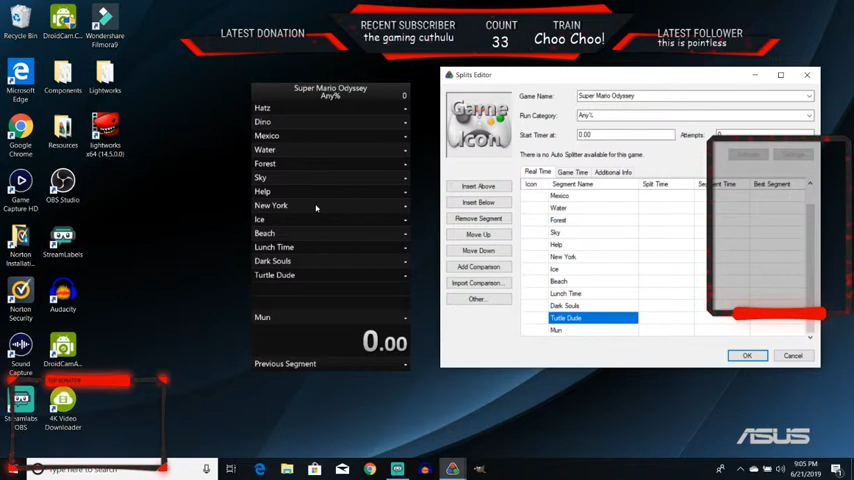 LATEST DONATION
RECENT SUBSCRIBER
the gaming cuthulu
COUNT
33
TRAIN
Choo Choo!
LATEST FOLLOWER
this is pointless
Recycle Bin
DroidCam.C...
Wondershare
Filmora9
Microsoft
Edge
Components
Lightworks
Google
Chrome
Resources
lightworks
x64 (14.5.0.0)
Game
Capture HD
OBS Studio
Norton
Installati...
StreamLabels
Norton
Security
Audacity
Sound
Capture
DroidCamA...
Streamlabs
OBS
4K Video
Downloader
Super Mario Odyssey
Any%
0
Hatz -
Dino -
Mexico -
Water -
Forest -
Sky -
Help -
New York -
Ice -
Beach -
Lunch Time -
Dark Souls -
Turtle Dude -
Mun -
0.00
Previous Segment -
Splits Editor
Game
Icon
Game Name: Super Mario Odyssey
Run Category: Any%
Start Timer at: 0.00 Attempts: 0
There is no Auto Splitter available for this game.
Real Time Game Time Additional Info
Icon Segment Name Split Time Segment Time Best Segment
Mexico
Water
Forest
Sky
Help
New York
Ice
Beach
Lunch Time
Dark Souls
Turtle Dude
Mun
Insert Above
Insert Below
Remove Segment
Move Up
Move Down
Add Comparison
Import Comparison...
Other...
OK Cancel
TOP DONATOR
ASUS
Type here to search
9:05 PM
6/21/2019